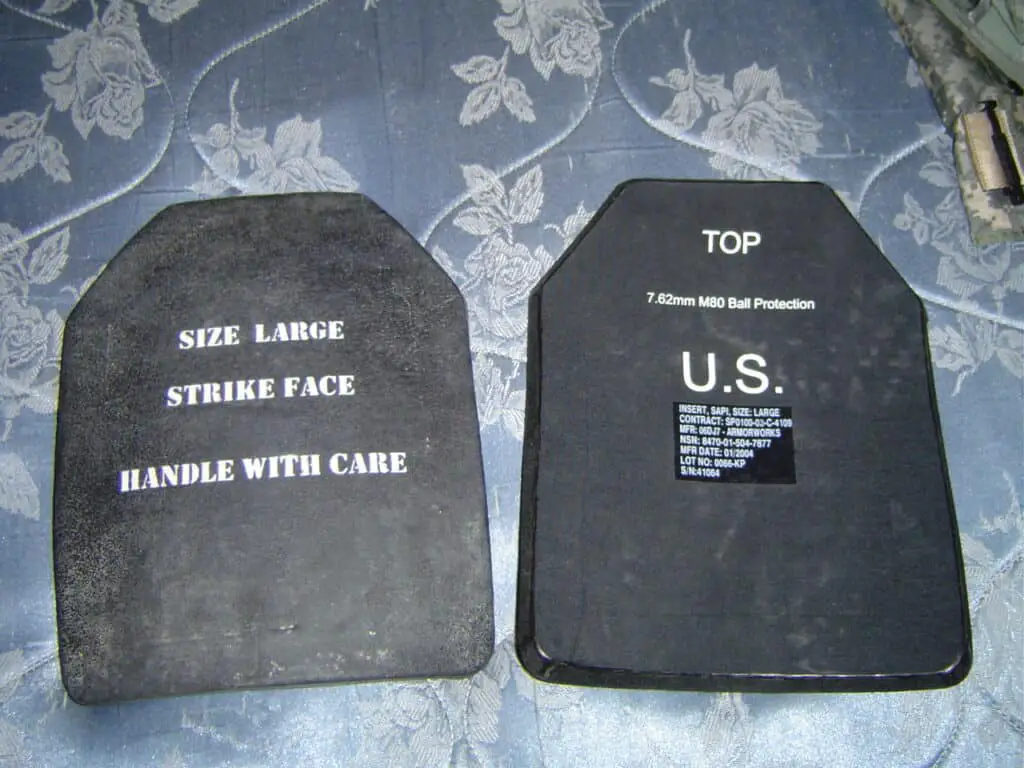 SIZE LARGE
STRIKE FACE
HANDLE WITH CARE
TOP
7.62mm M80 Ball Protection
U.S.
INSERT, SAPI, SIZE: LARGE
CONTRACT: SP0100-03-C-4109
MFR: 06DJ7 - ARMORWORKS
NSN: 8470-01-504-7877
MFR DATE: 01/2004
LOT NO: 0066-KP
S/N:41064